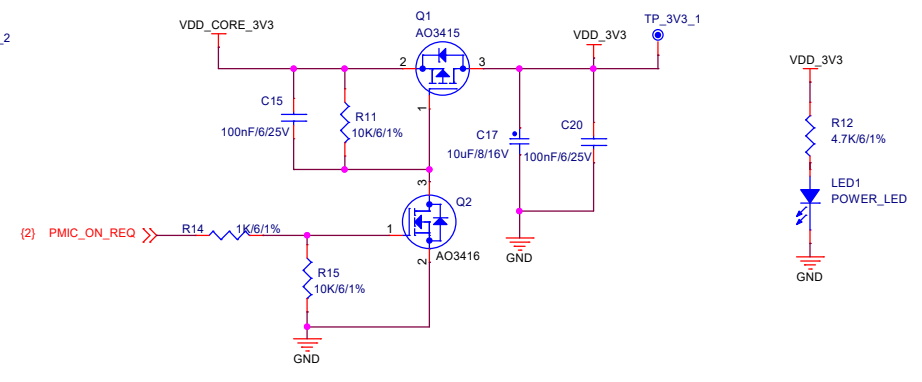 _2
VDD_CORE_3V3
Q1
AO3415
2
3
1
TP_3V3_1
VDD_3V3
VDD_3V3
C15
100nF/6/25V
R11
10K/6/1%
C17
10uF/8/16V
C20
100nF/6/25V
R12
4.7K/6/1%
LED1
POWER_LED
GND
3
Q2
1
AO3416
2
{2} PMIC_ON_REQ
R14
1K/6/1%
R15
10K/6/1%
GND
GND